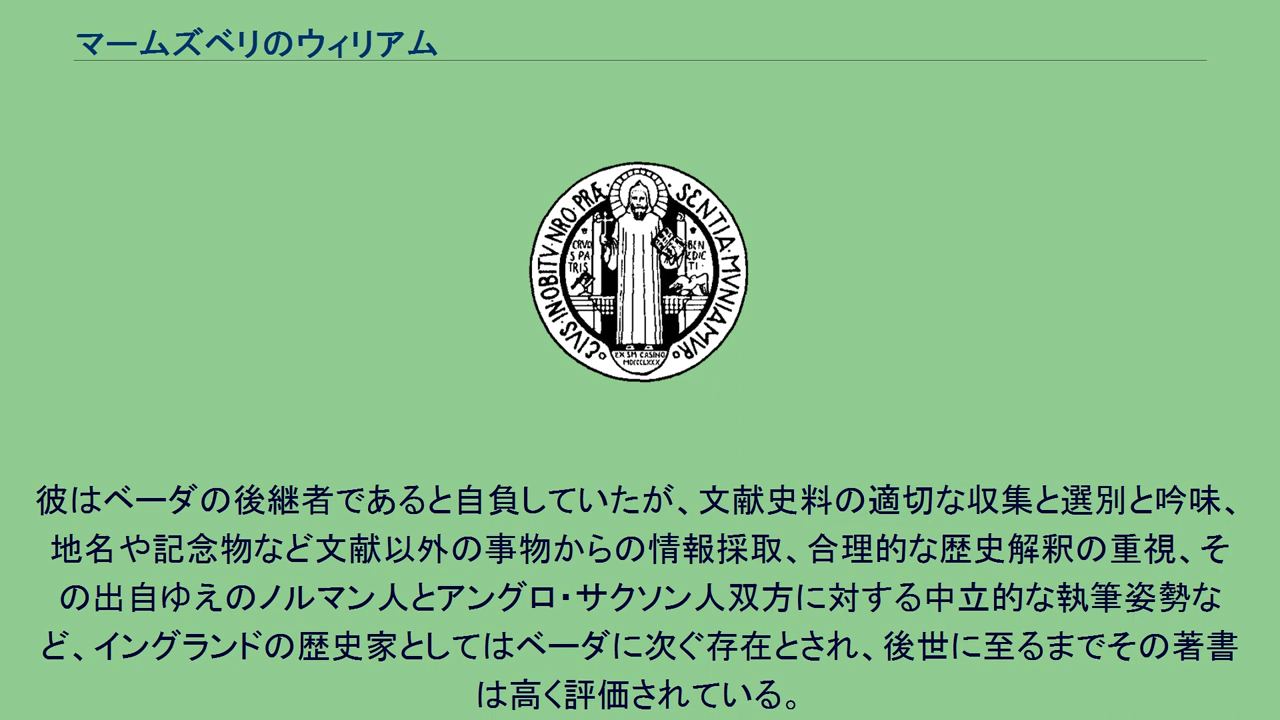 マームズベリのウィリアム
EIVS·IN·OBITV·NRO·PRÆ·SENTIA·MVNIAMVR
CRVX
S PA
TRIS
BEN
EDIC
TI
EX SM CASINO
MDCCCLXXX
彼はベーダの後継者であると自負していたが、文献史料の適切な収集と選別と吟味、
地名や記念物など文献以外の事物からの情報採取、合理的な歴史解釈の重視、そ
の出自ゆえのノルマン人とアングロ・サクソン人双方に対する中立的な執筆姿勢な
ど、イングランドの歴史家としてはベーダに次ぐ存在とされ、後世に至るまでその著書
は高く評価されている。